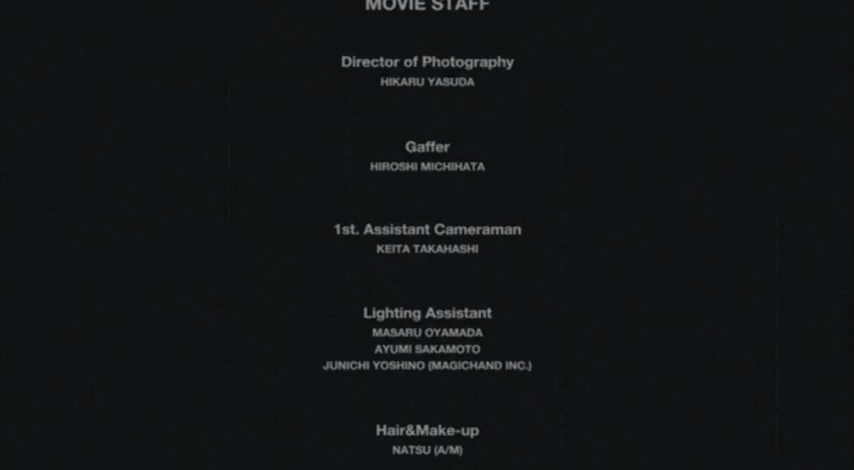 MOVIE STAFF
Director of Photography
HIKARU YASUDA
Gaffer
HIROSHI MICHIHATA
1st. Assistant Cameraman
KEITA TAKAHASHI
Lighting Assistant
MASARU OYAMADA
AYUMI SAKAMOTO
JUNICHI YOSHINO (MAGICHAND INC.)
Hair&Make-up
NATSU (A/M)